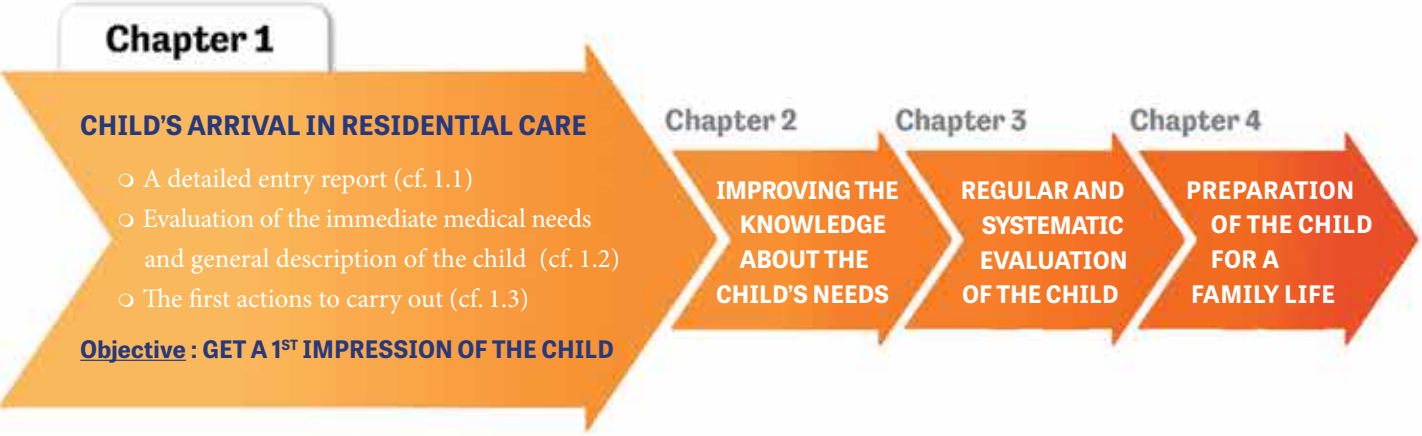 Chapter 1
CHILD'S ARRIVAL IN RESIDENTIAL CARE
○ A detailed entry report (cf. 1.1)
○ Evaluation of the immediate medical needs
and general description of the child (cf. 1.2)
○ The first actions to carry out (cf. 1.3)
Objective : GET A 1ST IMPRESSION OF THE CHILD
Chapter 2
IMPROVING THE
KNOWLEDGE
ABOUT THE
CHILD'S NEEDS
Chapter 3
REGULAR AND
SYSTEMATIC
EVALUATION
OF THE CHILD
Chapter 4
PREPARATION
OF THE CHILD
FOR A
FAMILY LIFE